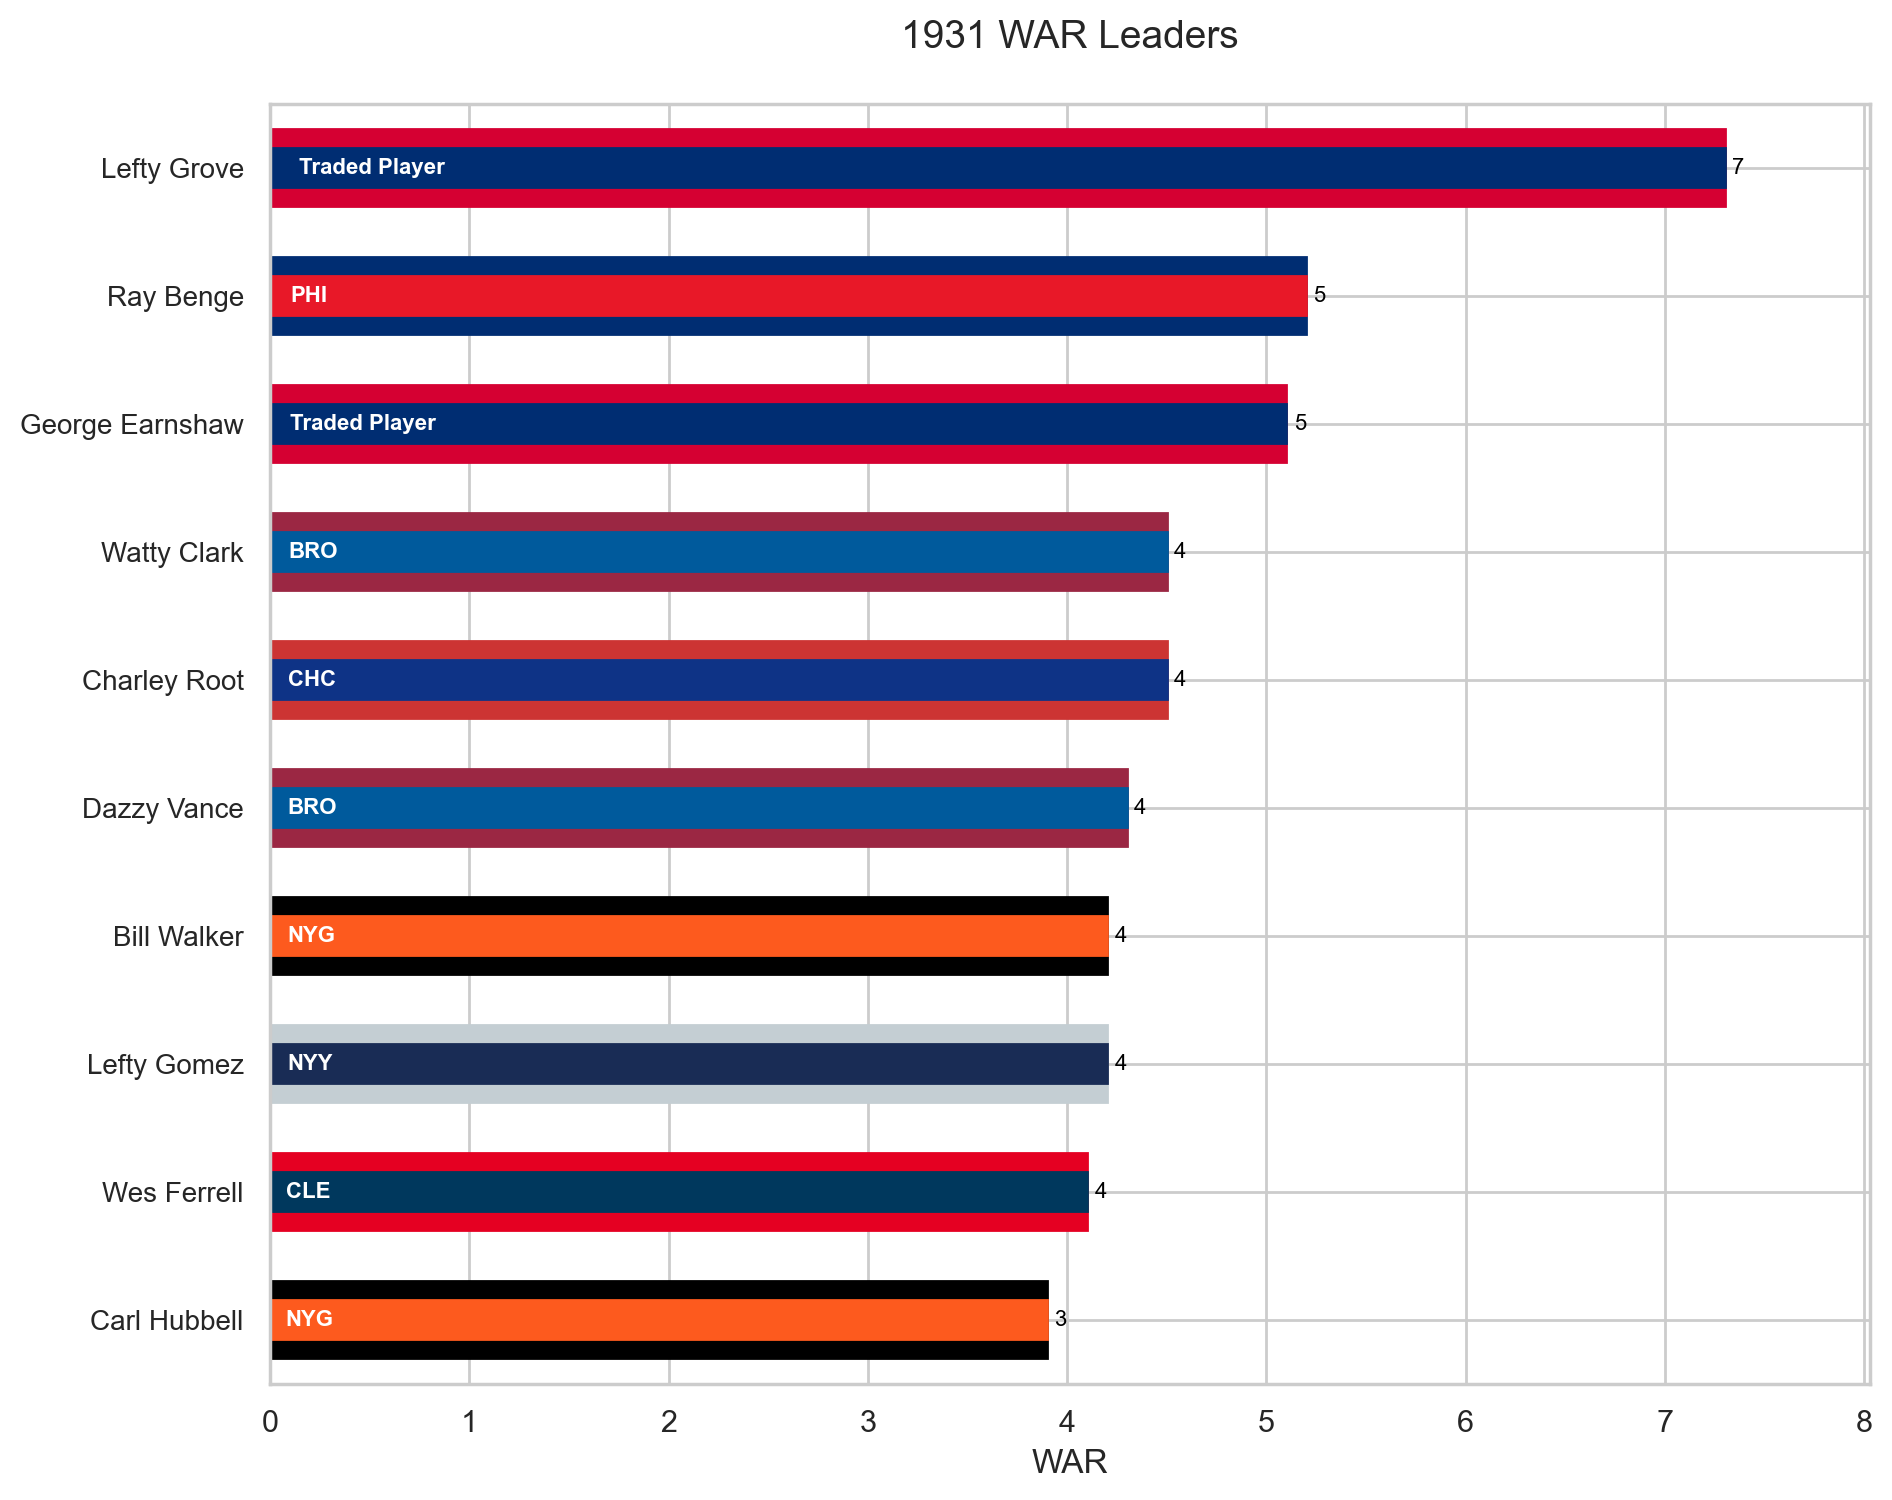 1931 WAR Leaders
Lefty Grove Traded Player 7
Ray Benge PHI 5
George Earnshaw Traded Player 5
Watty Clark BRO 4
Charley Root CHC 4
Dazzy Vance BRO 4
Bill Walker NYG 4
Lefty Gomez NYY 4
Wes Ferrell CLE 4
Carl Hubbell NYG 3
0 1 2 3 4 5 6 7 8
WAR